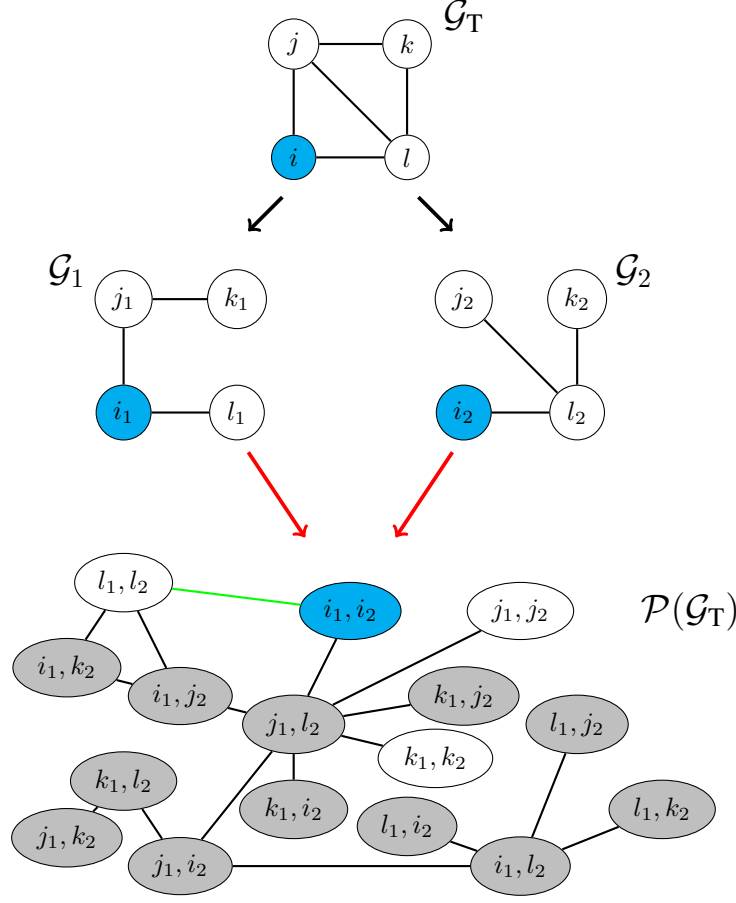 𝒢_T
j k
i l
𝒢_1 𝒢_2
j_1 k_1 j_2 k_2
i_1 l_1 i_2 l_2
l_1, l_2 i_1, i_2 j_1, j_2 𝒫(𝒢_T)
i_1, k_2 i_1, j_2 k_1, j_2
j_1, l_2 l_1, j_2
k_1, k_2
k_1, l_2 k_1, i_2 l_1, k_2
j_1, k_2 l_1, i_2
j_1, i_2 i_1, l_2